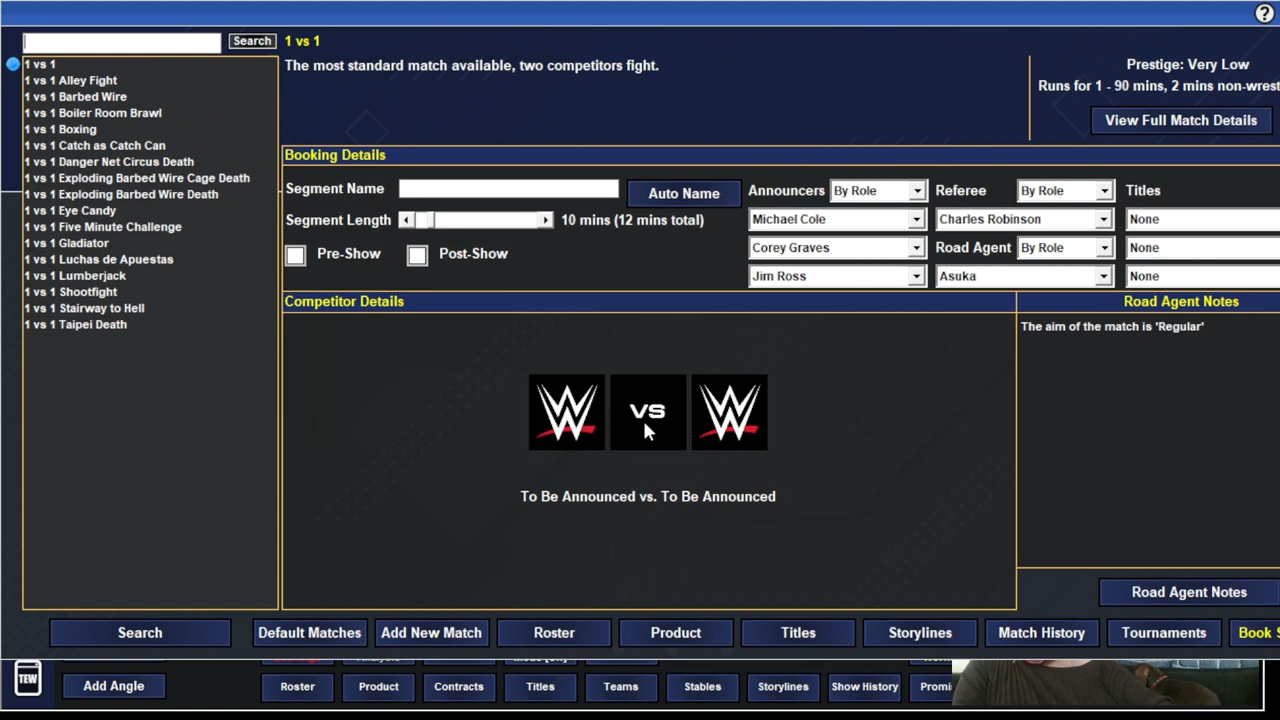 ?
Search
1 vs 1
1 vs 1
1 vs 1 Alley Fight
1 vs 1 Barbed Wire
1 vs 1 Boiler Room Brawl
1 vs 1 Boxing
1 vs 1 Catch as Catch Can
1 vs 1 Danger Net Circus Death
1 vs 1 Exploding Barbed Wire Cage Death
1 vs 1 Exploding Barbed Wire Death
1 vs 1 Eye Candy
1 vs 1 Five Minute Challenge
1 vs 1 Gladiator
1 vs 1 Luchas de Apuestas
1 vs 1 Lumberjack
1 vs 1 Shootfight
1 vs 1 Stairway to Hell
1 vs 1 Taipei Death
The most standard match available, two competitors fight.
Prestige: Very Low
Runs for 1 - 90 mins, 2 mins non-wrest
View Full Match Details
Booking Details
Segment Name
Auto Name
Segment Length
10 mins (12 mins total)
Pre-Show
Post-Show
Announcers
By Role
Michael Cole
Corey Graves
Jim Ross
Referee
By Role
Charles Robinson
Road Agent
By Role
Asuka
Titles
None
None
None
Competitor Details
W
VS
W
To Be Announced vs. To Be Announced
Road Agent Notes
The aim of the match is 'Regular'
Road Agent Notes
Search
Default Matches
Add New Match
Roster
Product
Titles
Storylines
Match History
Tournaments
Book S
TEW
Add Angle
Roster
Product
Contracts
Titles
Teams
Stables
Storylines
Show History
Promi